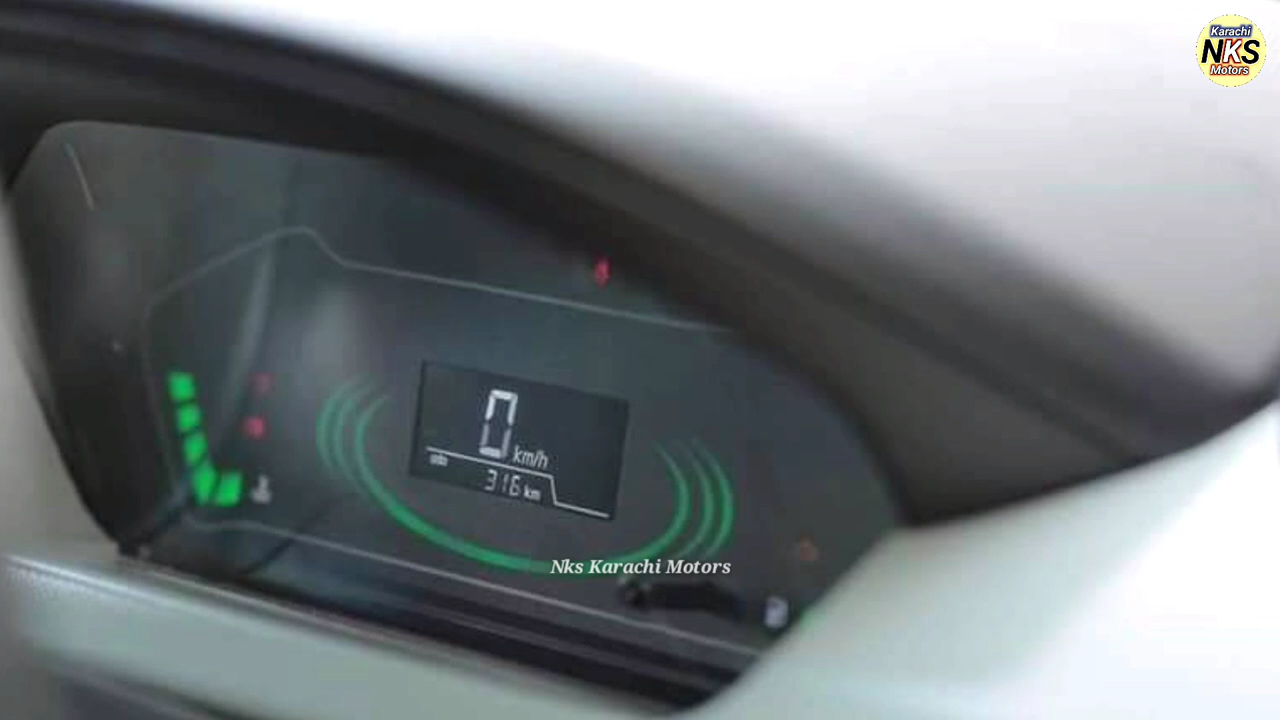 Karachi
NKS
Motors
0 km/h
odo
316 km
Nks Karachi Motors